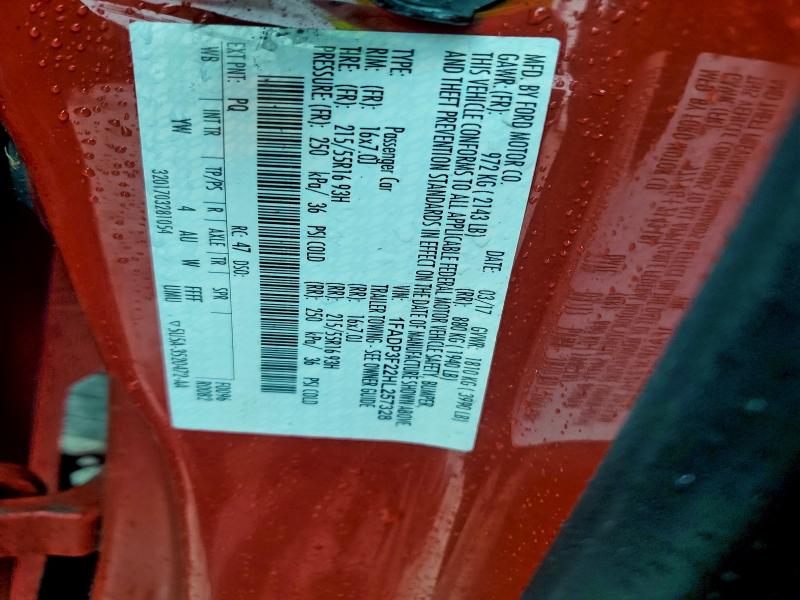 MFD. BY FORD MOTOR CO.
DATE: 03/17 GVWR: 1810 KG (3990 LB)
GAWR: (FR): 972 KG (2143 LB) (RR): 880 KG (1940 LB)
THIS VEHICLE CONFORMS TO ALL APPLICABLE FEDERAL MOTOR VEHICLE SAFETY BUMPER
AND THEFT PREVENTION STANDARDS IN EFFECT ON THE DATE OF MANUFACTURE SHOWN ABOVE.
VIN: 1FADP3F22HL257328
TYPE: Passenger Car TRAILER TOWING - SEE OWNER GUIDE
RIM: (FR): 16x7.0J (RR): 16x7.0J
TIRE: (FR): 215/55R16 93H (RR): 215/55R16 93H
PRESSURE: (FR): 250 kPa/ 36 PSI COLD (RR): 250 kPa/ 36 PSI COLD
EXT PNT: PQ RC: 47 DSO:
WB INT TR TP/PS R AXLE TR SPR
YW 4 AU W FFFF
3201703281054 UMU